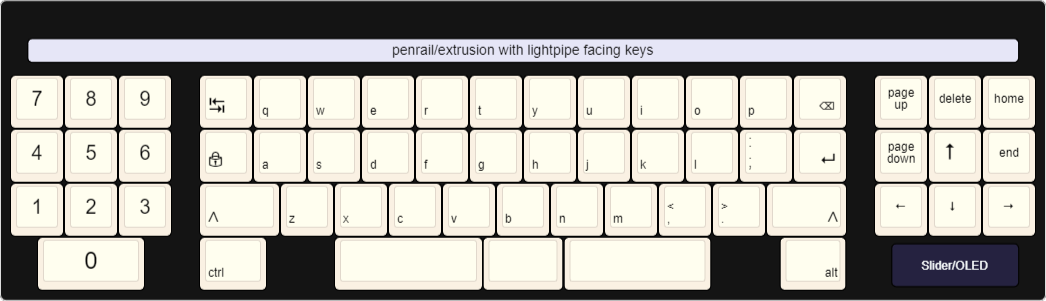 penrail/extrusion with lightpipe facing keys
7 8 9 ↹ q w e r t y u i o p ⌫ page up delete home
4 5 6 a s d f g h j k l : ; ↵ page down ↑ end
1 2 3 ^ z x c v b n m < , > . ^ ← ↓ →
0 ctrl alt Slider/OLED